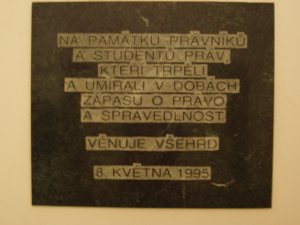 NA PAMÁTKU PRÁVNÍKŮ
A STUDENTŮ PRÁV,
KTEŘÍ TRPĚLI
A UMÍRALI V DOBÁCH
ZÁPASU O PRÁVO
A SPRAVEDLNOST.
VĚNUJE VŠEHRD
8. KVĚTNA 1995